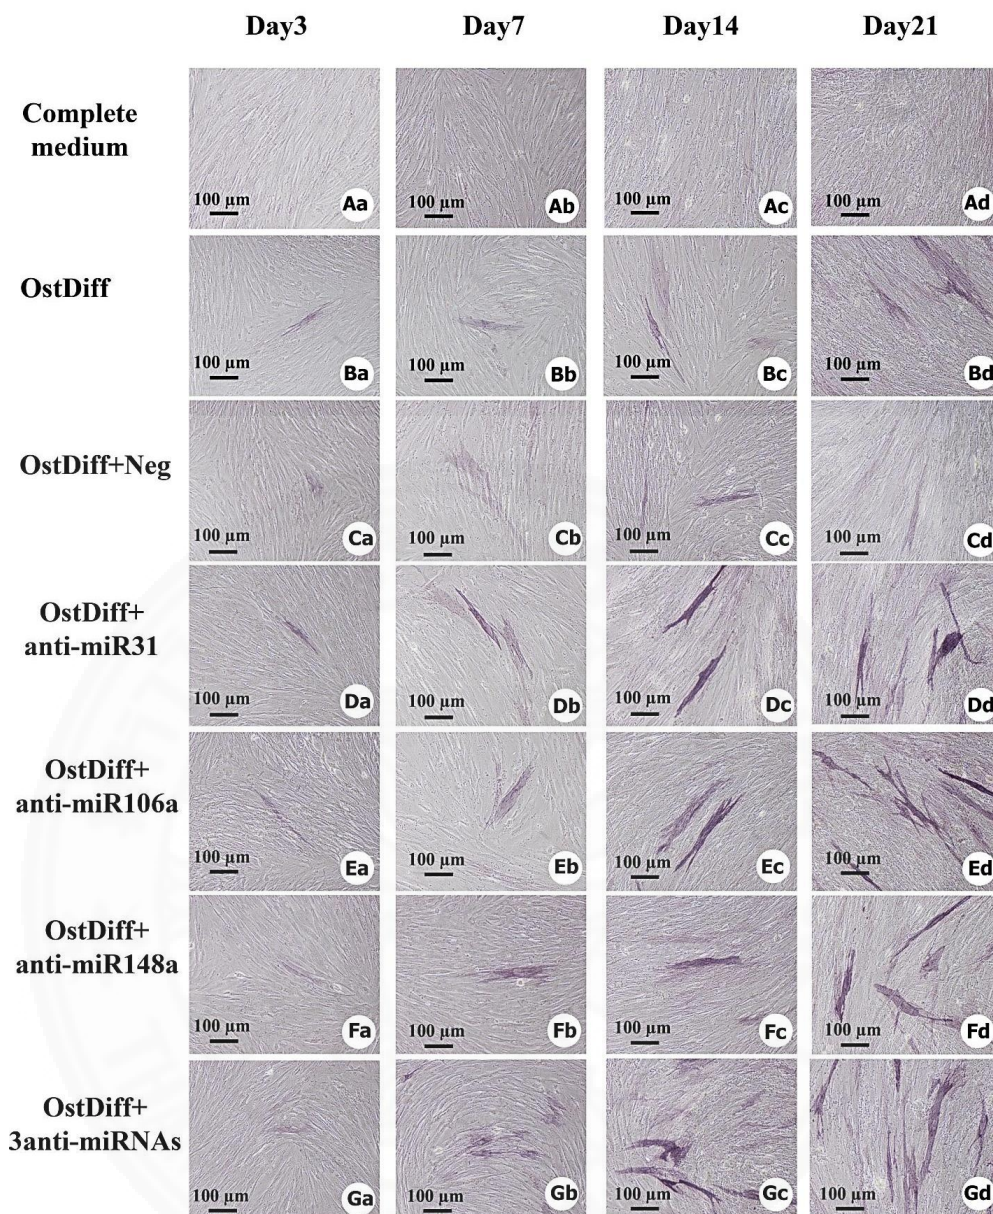 Day3 Day7 Day14 Day21
Complete
medium
100 µm Aa 100 µm Ab 100 µm Ac 100 µm Ad
OstDiff
100 µm Ba 100 µm Bb 100 µm Bc 100 µm Bd
OstDiff+Neg
100 µm Ca 100 µm Cb 100 µm Cc 100 µm Cd
OstDiff+
anti-miR31
100 µm Da 100 µm Db 100 µm Dc 100 µm Dd
OstDiff+
anti-miR106a
100 µm Ea 100 µm Eb 100 µm Ec 100 µm Ed
OstDiff+
anti-miR148a
100 µm Fa 100 µm Fb 100 µm Fc 100 µm Fd
OstDiff+
3anti-miRNAs
100 µm Ga 100 µm Gb 100 µm Gc 100 µm Gd